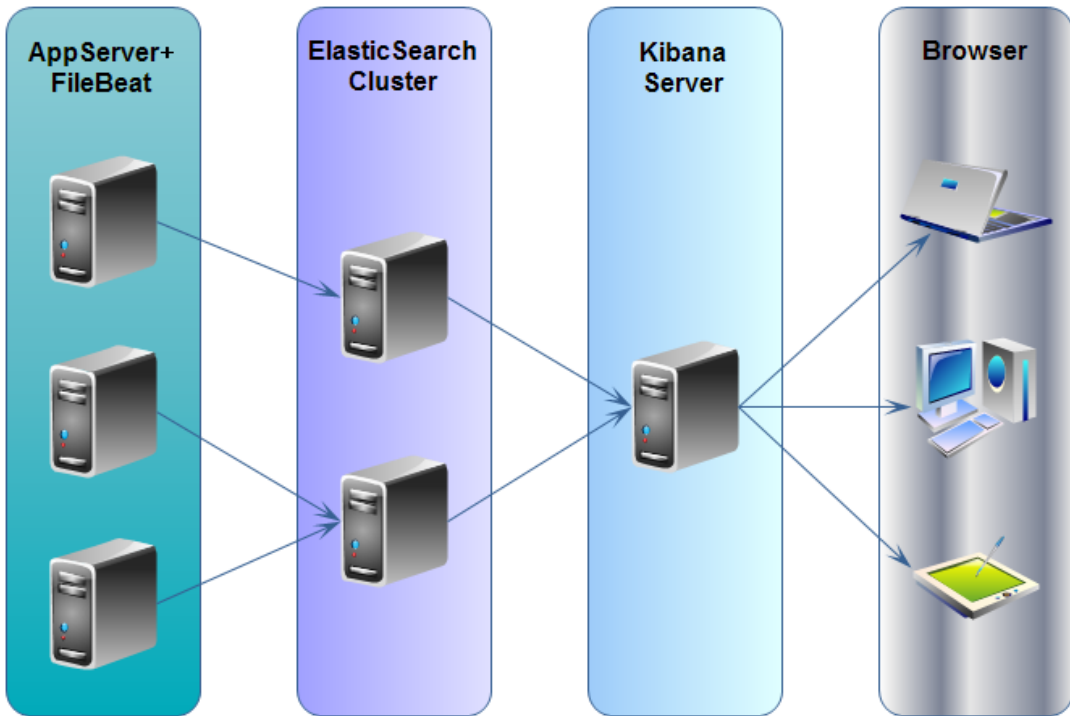 AppServer+
FileBeat
ElasticSearch
Cluster
Kibana
Server
Browser